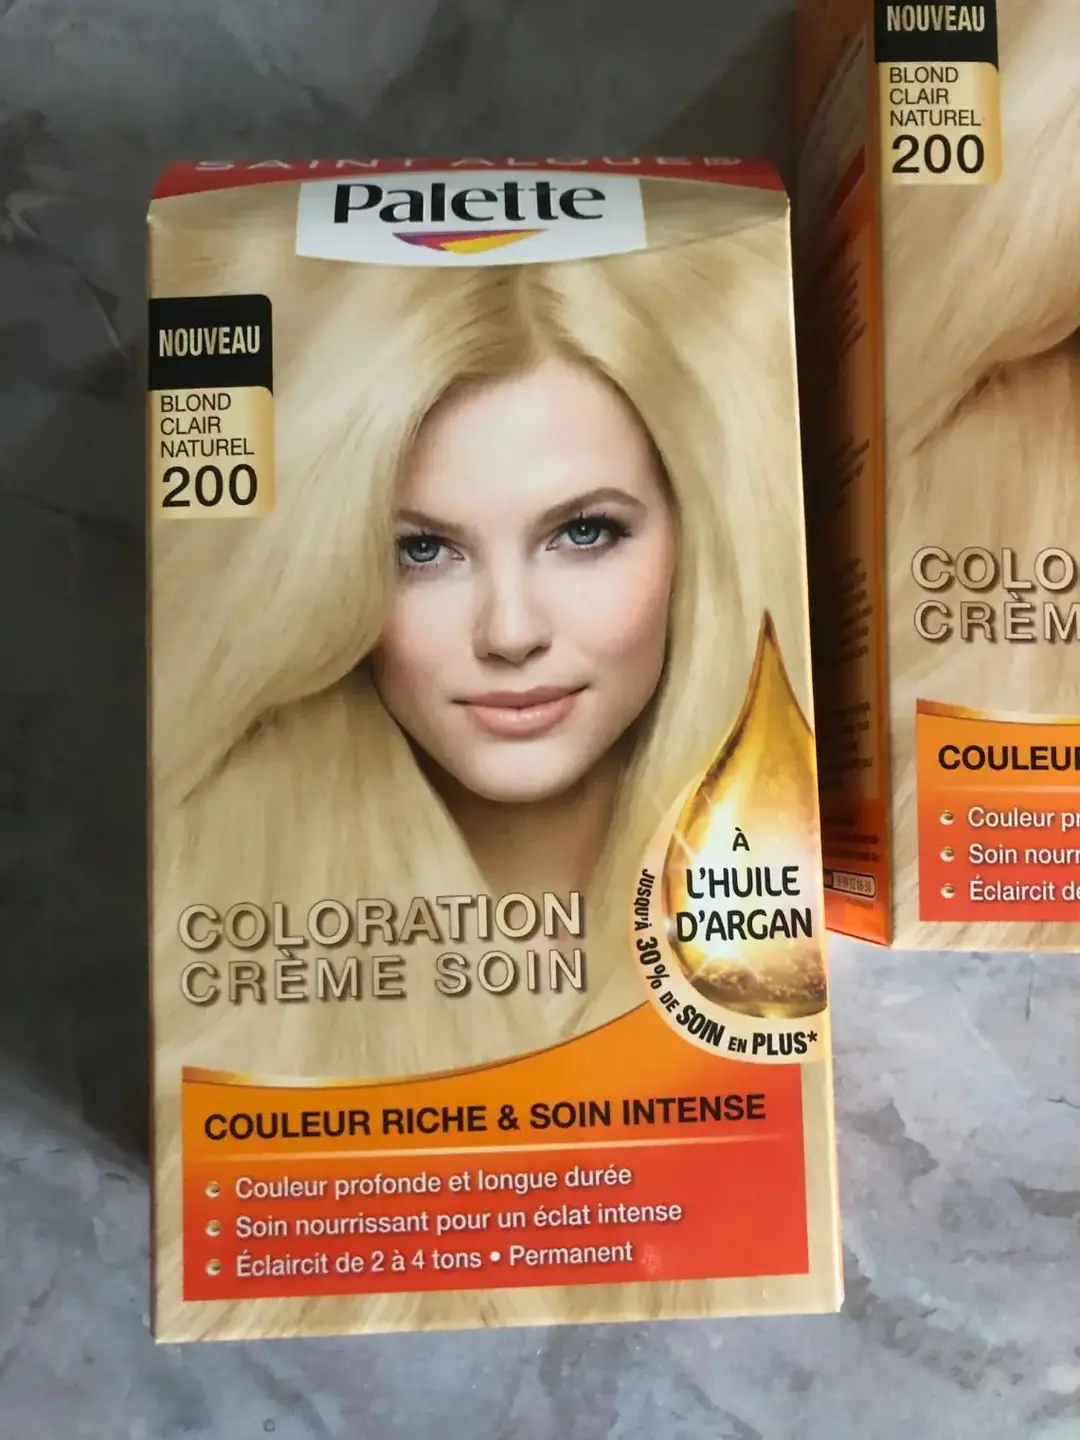 SAINT ALGUE
Palette
NOUVEAU
BLOND
CLAIR
NATUREL
200
À
L'HUILE
D'ARGAN
JUSQU'À 30% DE SOIN EN PLUS*
COLORATION
CRÈME SOIN
COULEUR RICHE & SOIN INTENSE
Couleur profonde et longue durée
Soin nourrissant pour un éclat intense
Éclaircit de 2 à 4 tons • Permanent
NOUVEAU
BLOND
CLAIR
NATUREL
200
COLO
CRÈM
COULEU
Couleur pr
Soin nourr
Éclaircit de